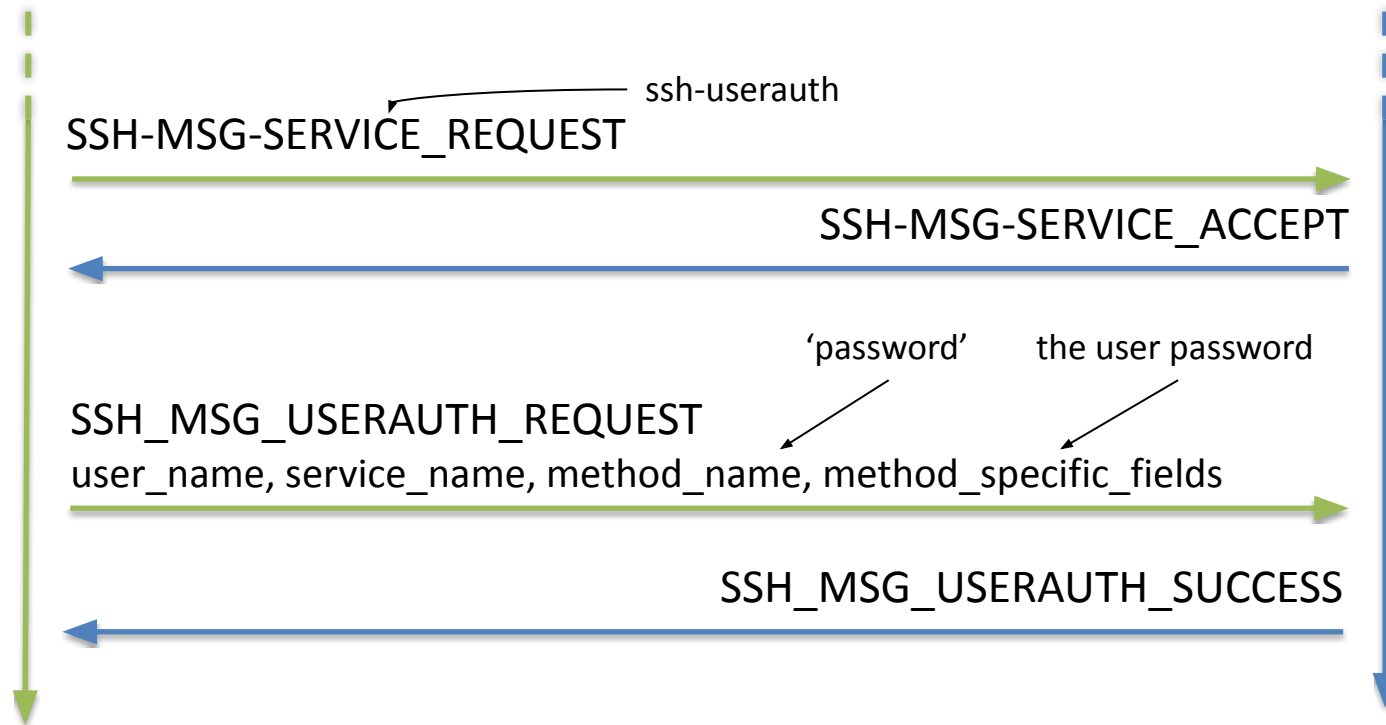 ssh-userauth
SSH-MSG-SERVICE_REQUEST
SSH-MSG-SERVICE_ACCEPT
‘password’ the user password
SSH_MSG_USERAUTH_REQUEST
user_name, service_name, method_name, method_specific_fields
SSH_MSG_USERAUTH_SUCCESS